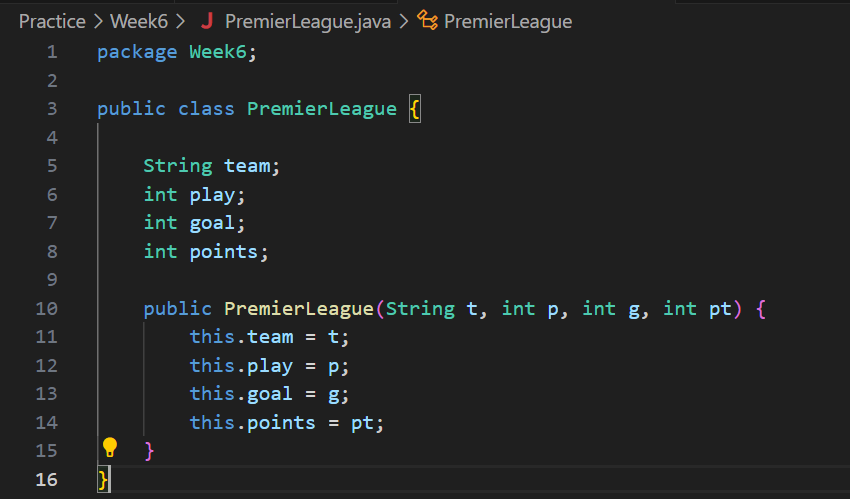 Practice > Week6 > J PremierLeague.java > PremierLeague
1 package Week6;
2
3 public class PremierLeague {
4
5     String team;
6     int play;
7     int goal;
8     int points;
9
10     public PremierLeague(String t, int p, int g, int pt) {
11         this.team = t;
12         this.play = p;
13         this.goal = g;
14         this.points = pt;
15     }
16 }